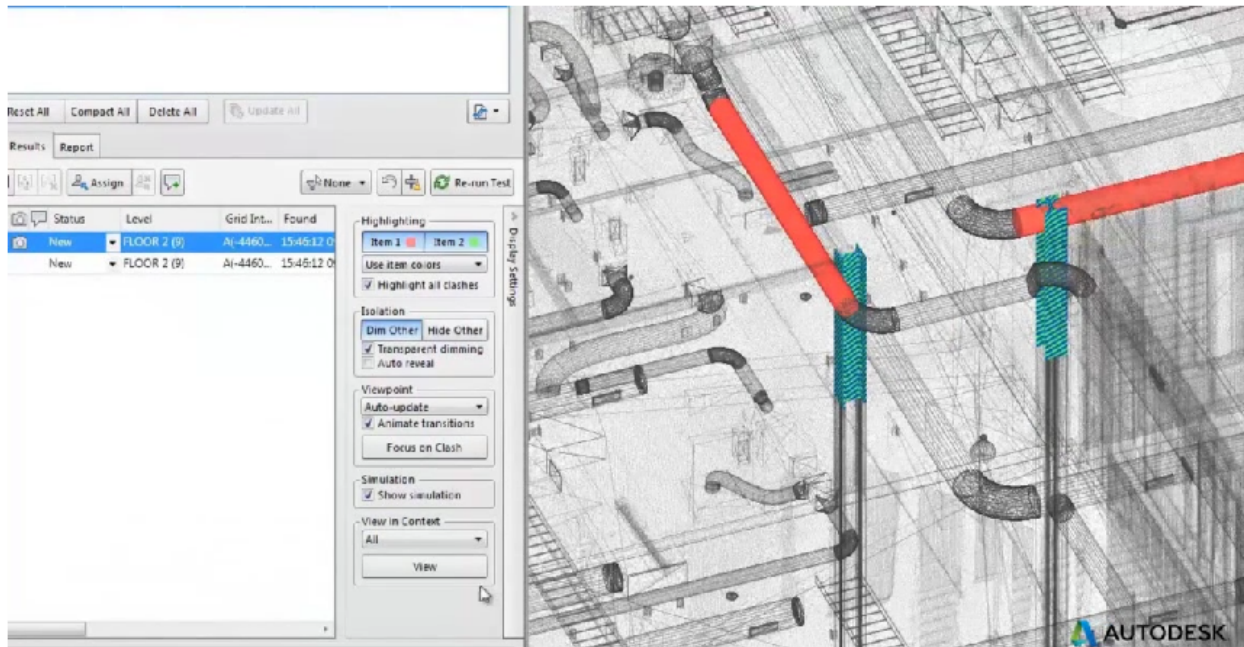 Reset All Compact All Delete All Update All
Results Report
Assign None Re-run Test
Status Level Grid Int... Found
New FLOOR 2 (9) A(-4460... 15:46:12 09
New FLOOR 2 (9) A(-4460... 15:46:12 09
Highlighting
Item 1 Item 2
Use item colors
Highlight all clashes
Isolation
Dim Other Hide Other
Transparent dimming
Auto reveal
Viewpoint
Auto-update
Animate transitions
Focus on Clash
Simulation
Show simulation
View in Context
All
View
Display Settings
AUTODESK